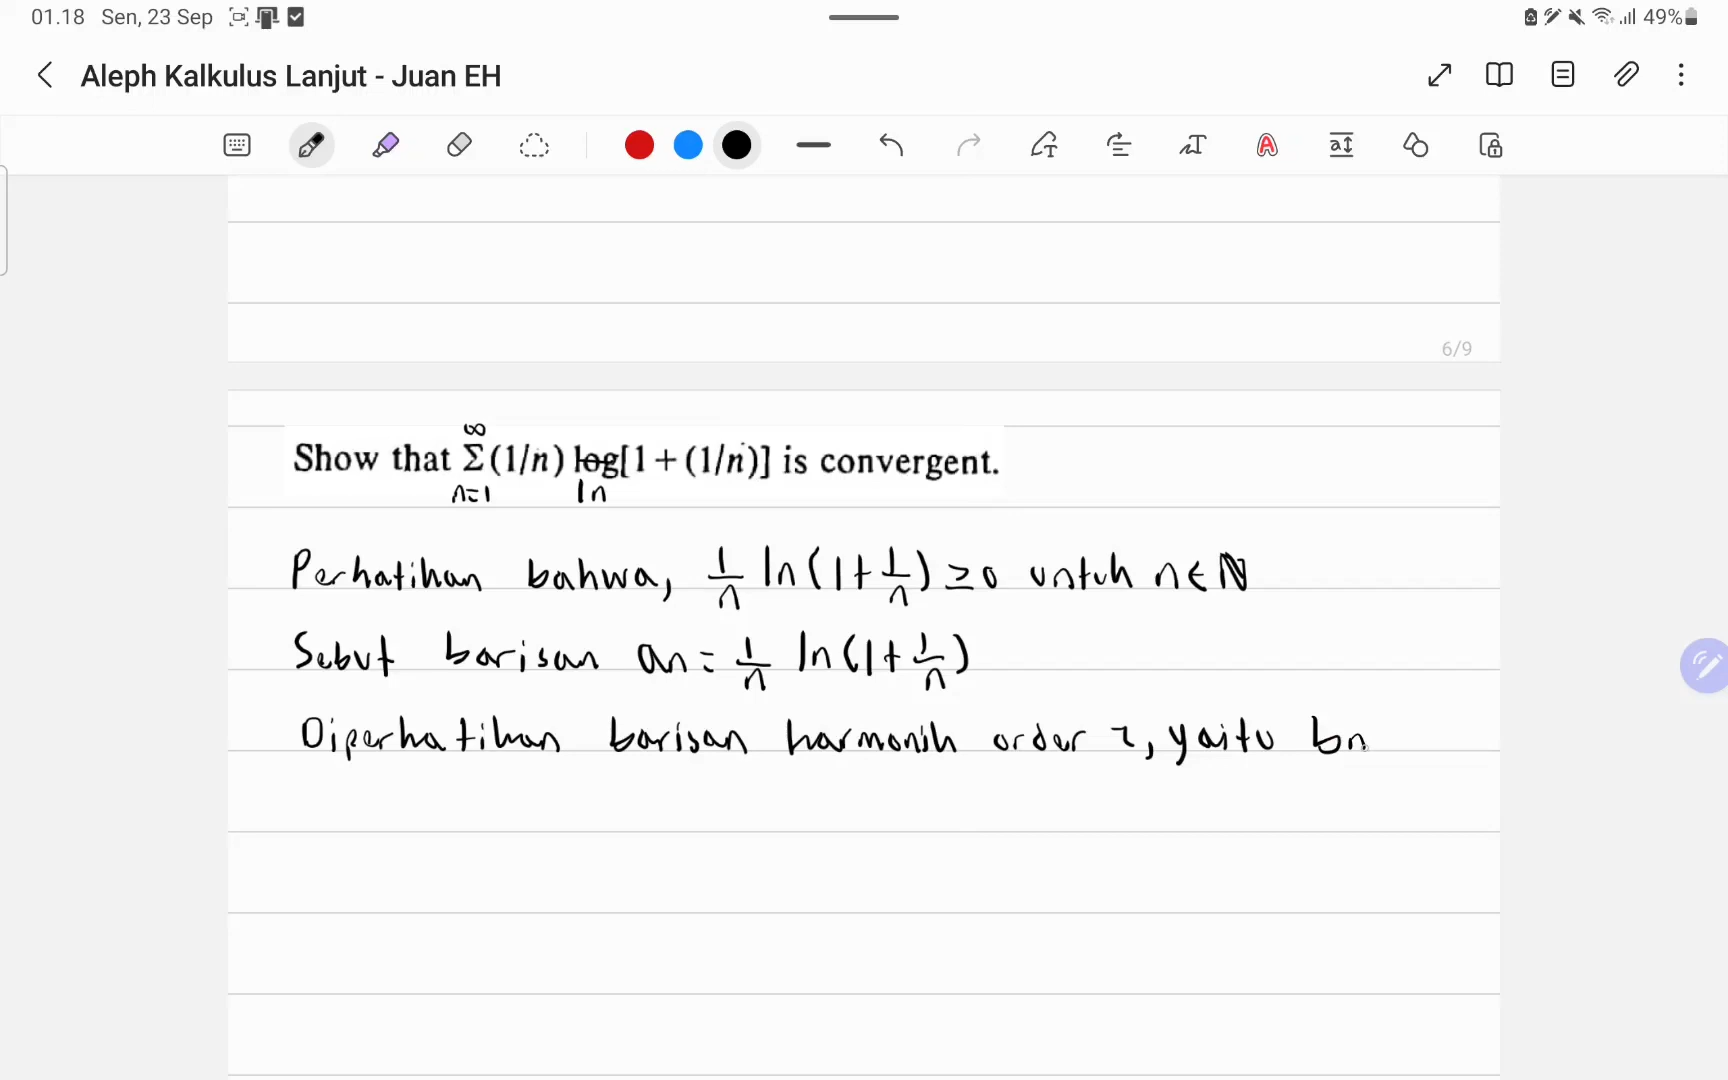 01.18 Sen, 23 Sep
49%
Aleph Kalkulus Lanjut - Juan EH
6/9
∞
Show that Σ(1/n) log[1+(1/n)] is convergent.
n=1 ln
Perhatikan bahwa, 1/n ln(1+1/n) ≥0 untuk n∈ℕ
Sebut barisan an = 1/n ln(1+1/n)
Diperhatikan barisan harmonik order 2, yaitu bn